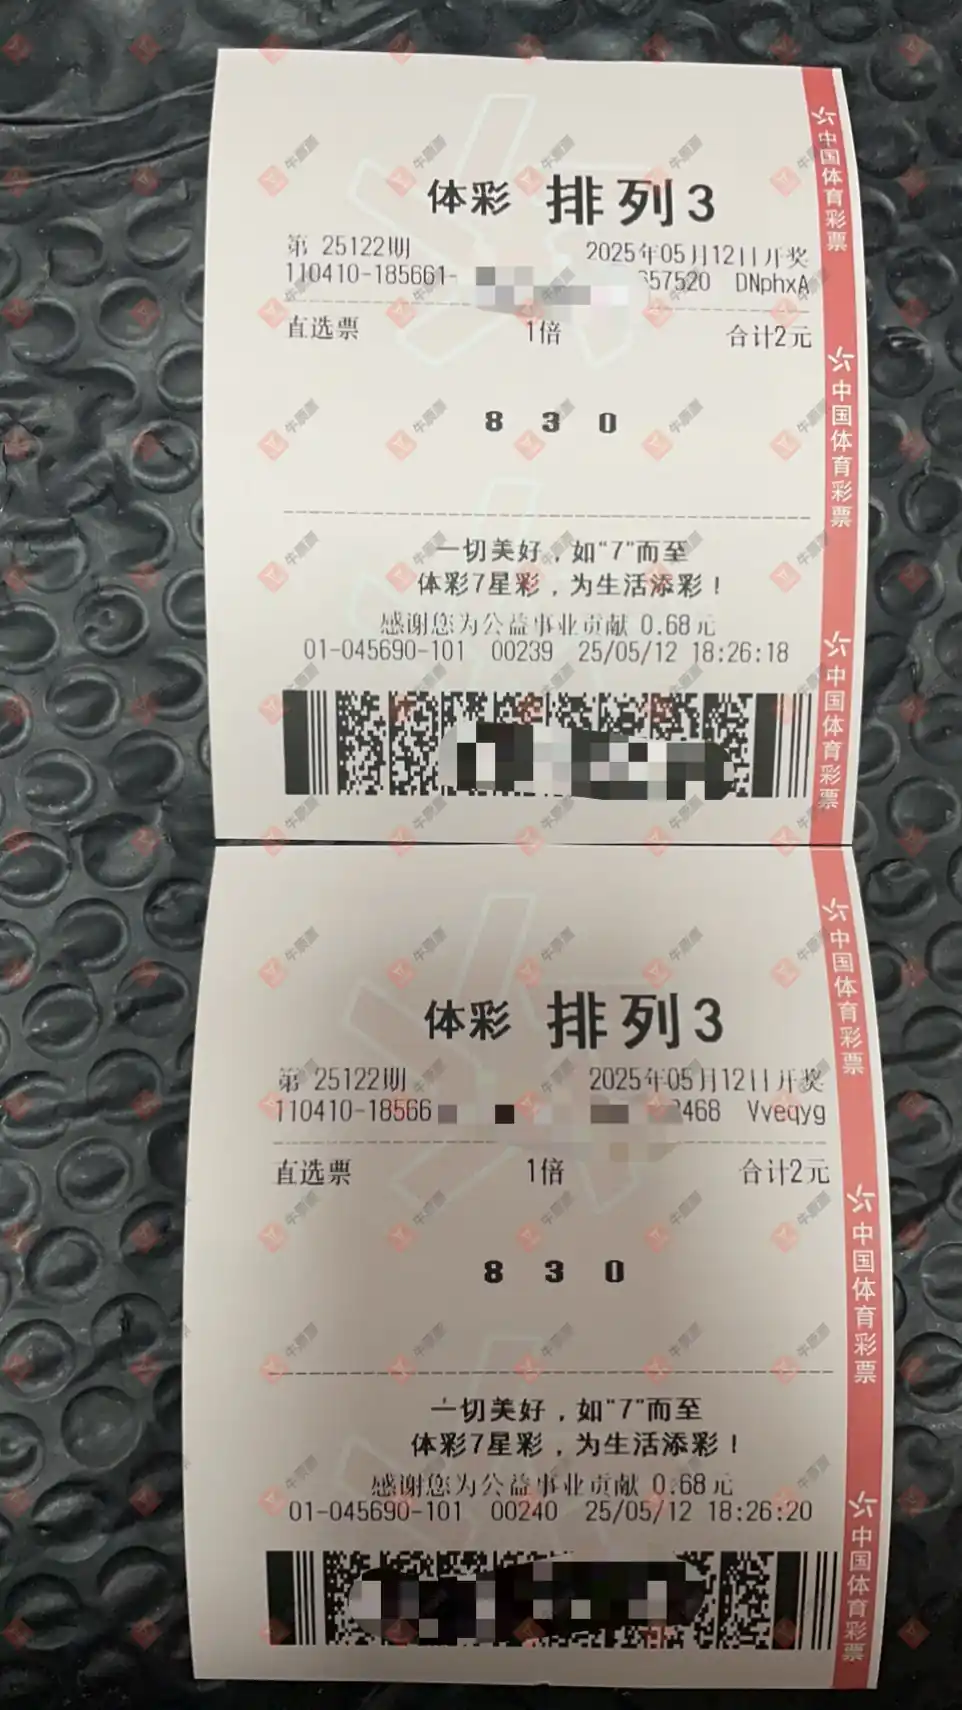 体彩 排列3
第 25122期 2025年05月12日开奖
110410-185661- 657520 DNphxA
直选票 1倍 合计2元
8 3 0
一切美好，如“7”而至
体彩7星彩，为生活添彩！
感谢您为公益事业贡献 0.68元
01-045690-101 00239 25/05/12 18:26:18
中国体育彩票
中国体育彩票
中国体育彩票
体彩 排列3
第 25122期 2025年05月12日开奖
110410-18566 468 Vveqyg
直选票 1倍 合计2元
8 3 0
一切美好，如“7”而至
体彩7星彩，为生活添彩！
感谢您为公益事业贡献 0.68元
01-045690-101 00240 25/05/12 18:26:20
中国体育彩票
中国体育彩票
中国体育彩票